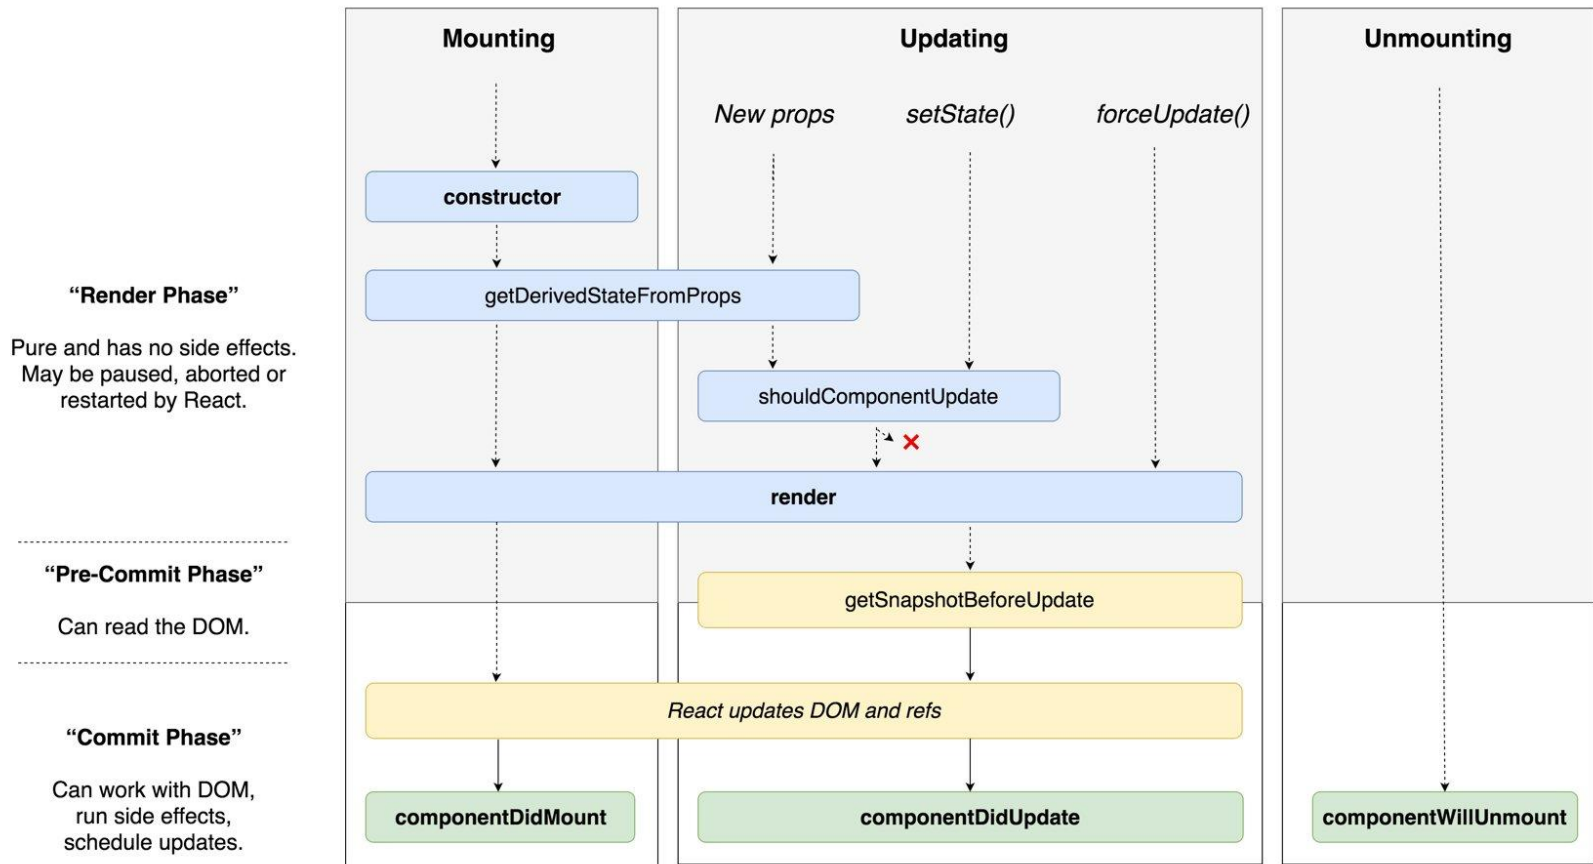 Mounting
Updating
Unmounting
New props
setState()
forceUpdate()
constructor
“Render Phase”
getDerivedStateFromProps
Pure and has no side effects.
May be paused, aborted or
restarted by React.
shouldComponentUpdate
render
“Pre-Commit Phase”
getSnapshotBeforeUpdate
Can read the DOM.
React updates DOM and refs
“Commit Phase”
Can work with DOM,
run side effects,
schedule updates.
componentDidMount
componentDidUpdate
componentWillUnmount